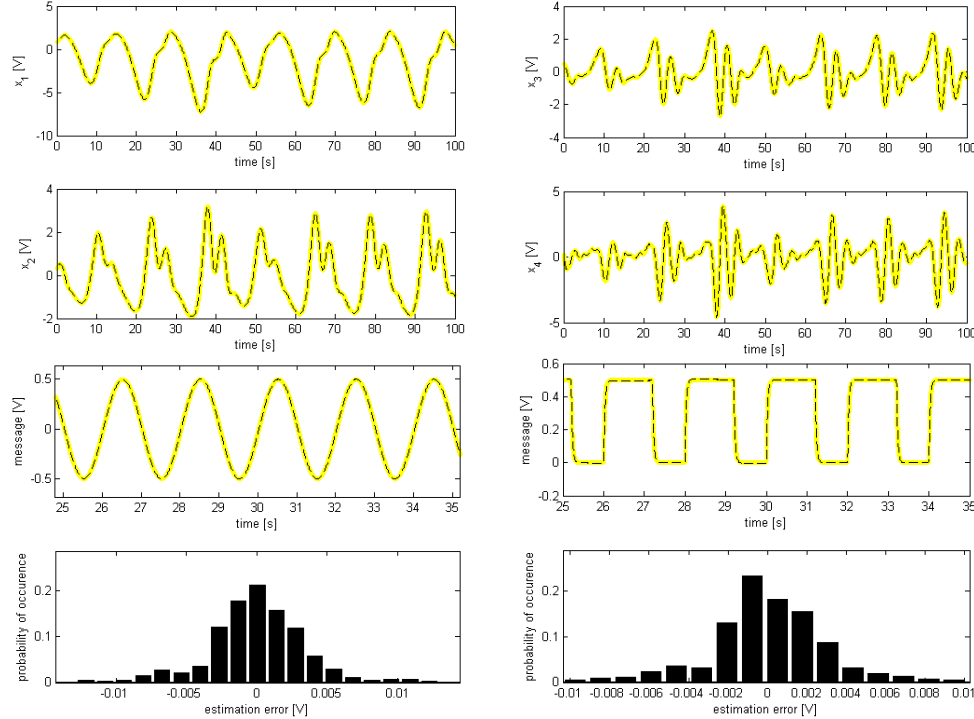 5
0
-5
-10
x1 [V]
0 10 20 30 40 50 60 70 80 90 100
time [s]
4
2
0
-2
-4
x3 [V]
0 10 20 30 40 50 60 70 80 90 100
time [s]
4
2
0
-2
x2 [V]
0 10 20 30 40 50 60 70 80 90 100
time [s]
5
0
-5
x4 [V]
0 10 20 30 40 50 60 70 80 90 100
time [s]
0.5
0
-0.5
message [V]
25 26 27 28 29 30 31 32 33 34 35
time [s]
0.6
0.4
0.2
0
-0.2
message [V]
25 26 27 28 29 30 31 32 33 34 35
time [s]
0.2
0.1
0
probability of occurence
-0.01 -0.005 0 0.005 0.01
estimation error [V]
0.2
0.1
0
probability of occurence
-0.01 -0.008 -0.006 -0.004 -0.002 0 0.002 0.004 0.006 0.008 0.01
estimation error [V]